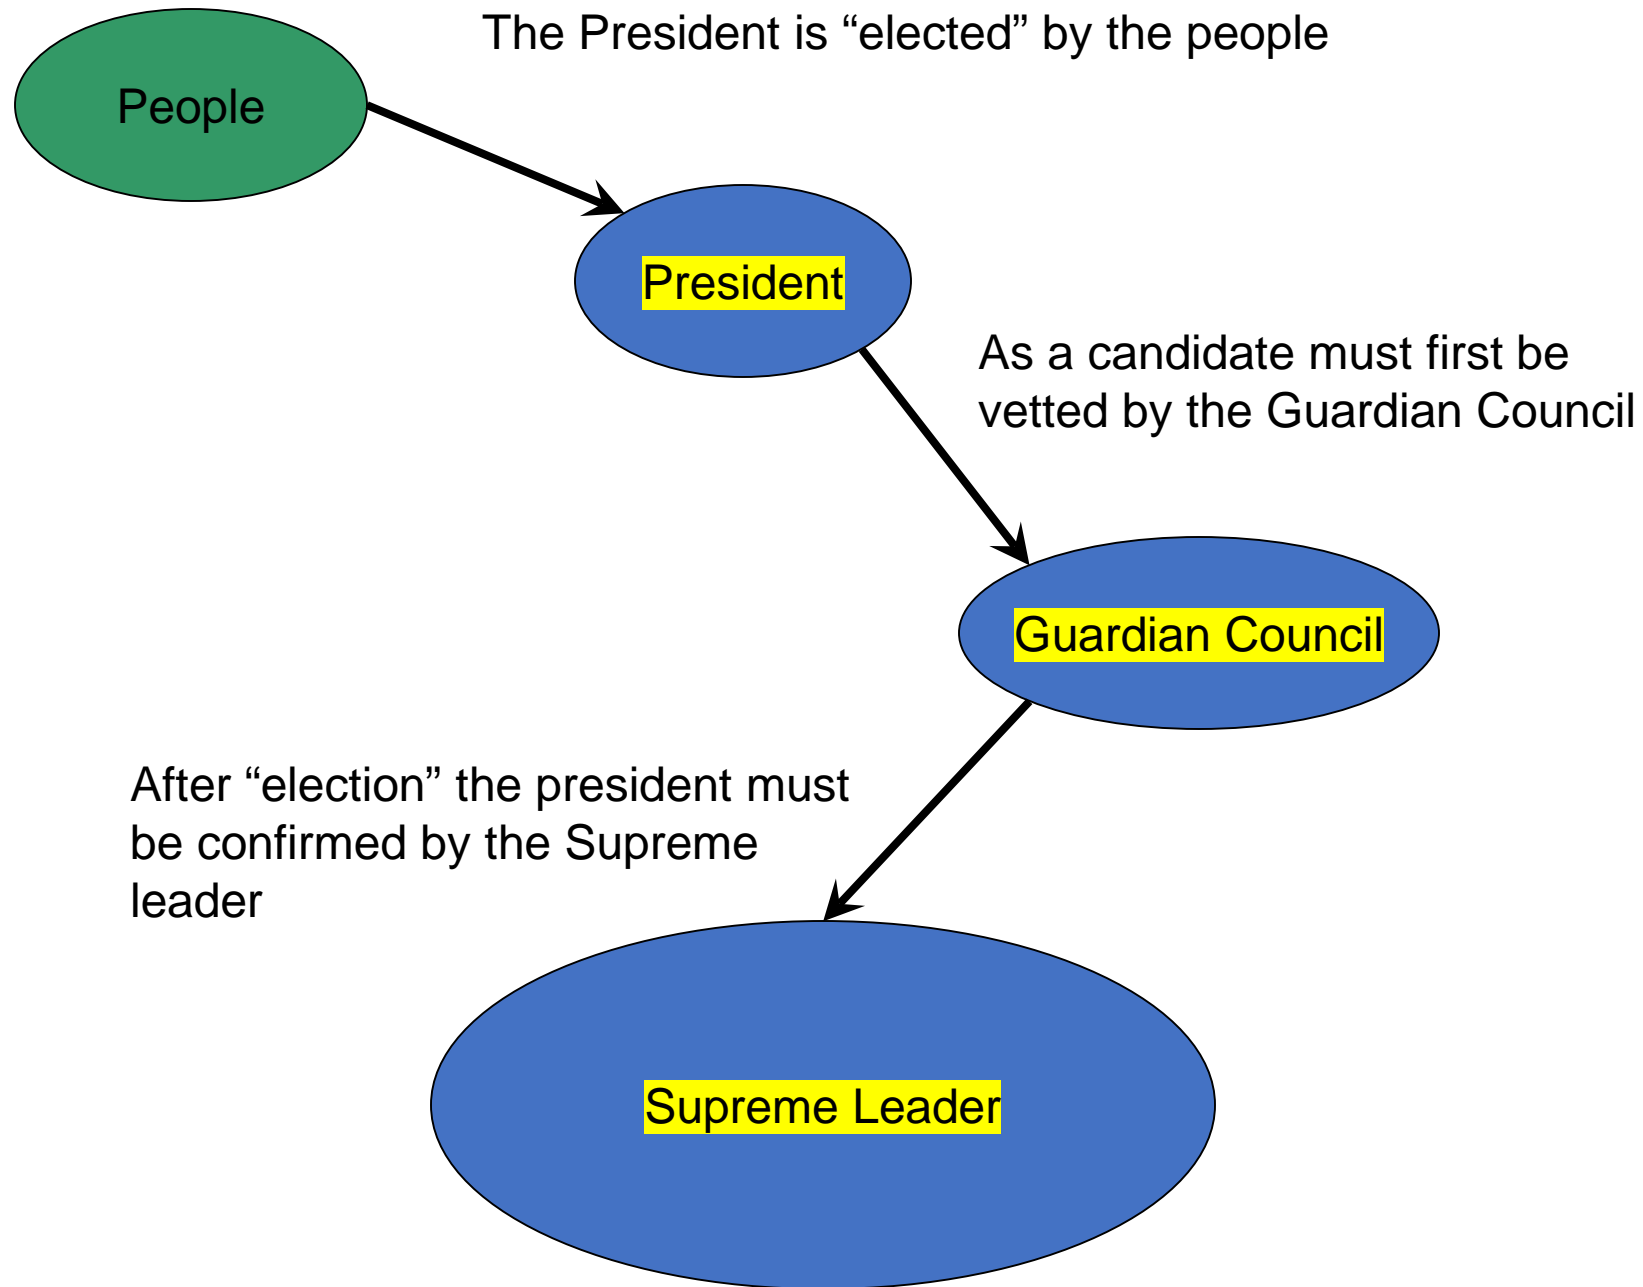 The President is “elected” by the people
People
President
As a candidate must first be
vetted by the Guardian Council
Guardian Council
After “election” the president must
be confirmed by the Supreme
leader
Supreme Leader